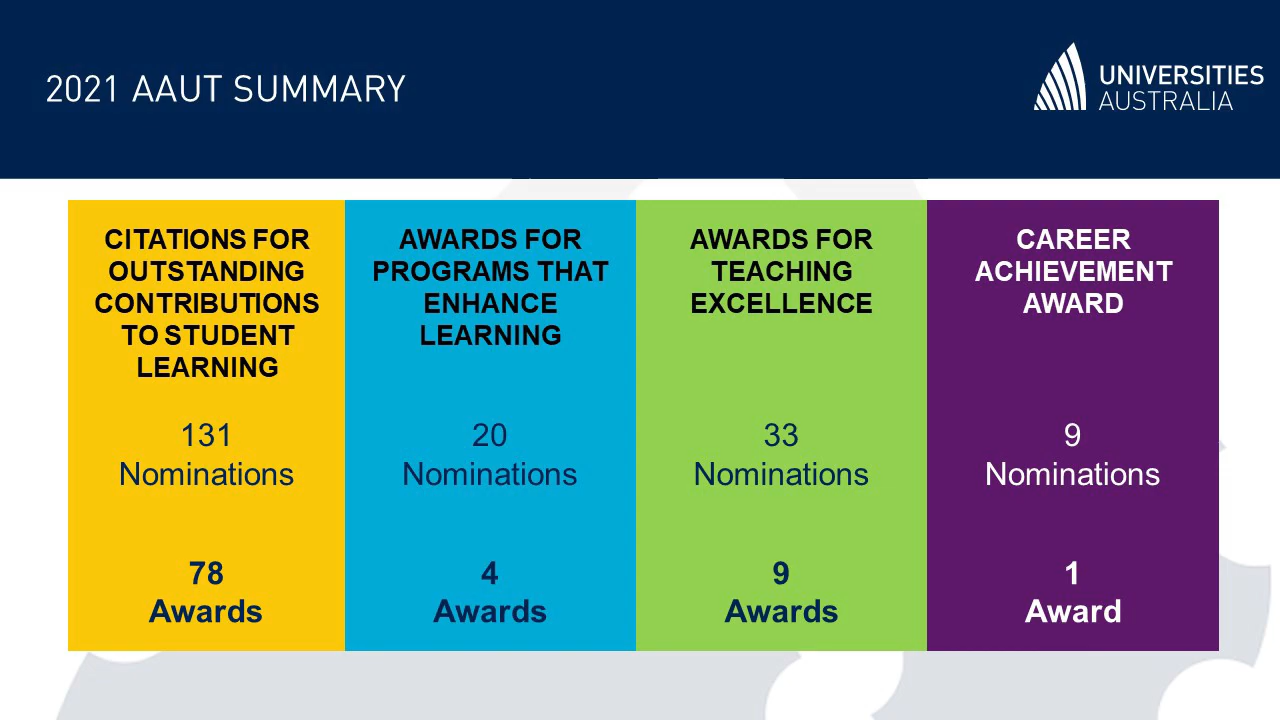 2021 AAUT SUMMARY
UNIVERSITIES
AUSTRALIA
CITATIONS FOR
OUTSTANDING
CONTRIBUTIONS
TO STUDENT
LEARNING
131
Nominations
78
Awards
AWARDS FOR
PROGRAMS THAT
ENHANCE
LEARNING
20
Nominations
4
Awards
AWARDS FOR
TEACHING
EXCELLENCE
33
Nominations
9
Awards
CAREER
ACHIEVEMENT
AWARD
9
Nominations
1
Award